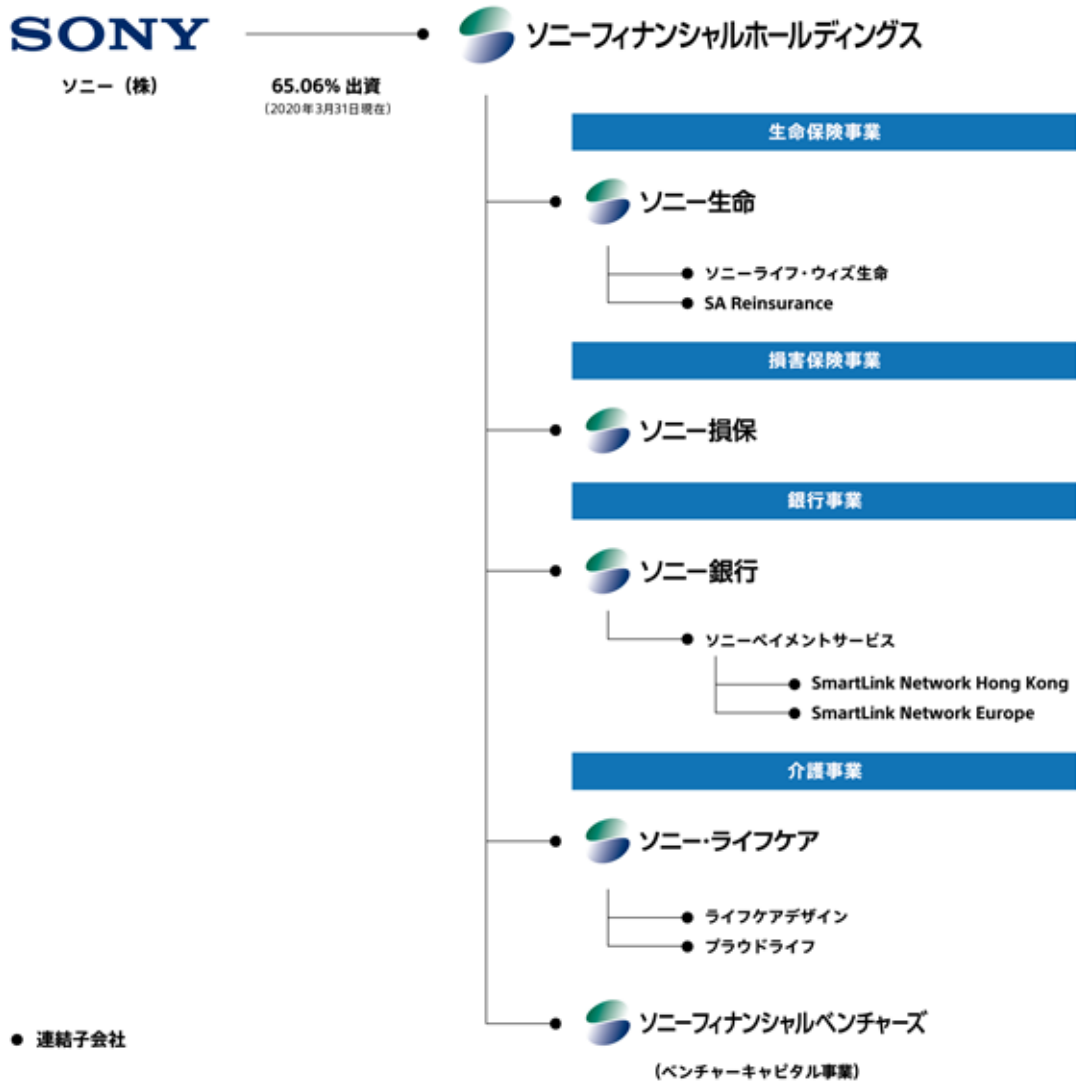 SONY
ソニー（株）
65.06% 出資
（2020年3月31日現在）
ソニーフィナンシャルホールディングス
生命保険事業
ソニー生命
ソニーライフ・ウィズ生命
SA Reinsurance
損害保険事業
ソニー損保
銀行事業
ソニー銀行
ソニーペイメントサービス
SmartLink Network Hong Kong
SmartLink Network Europe
介護事業
ソニー・ライフケア
ライフケアデザイン
プラウドライフ
ソニーフィナンシャルベンチャーズ
（ベンチャーキャピタル事業）
● 連結子会社